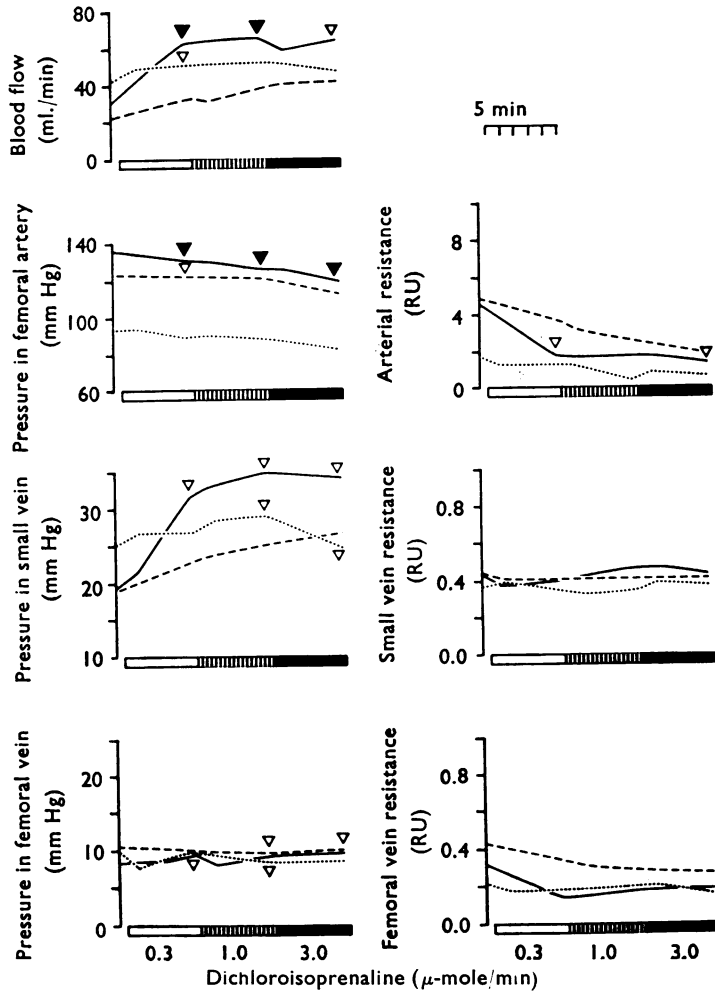 Blood flow
(ml./min)
80
40
0
5 min
Pressure in femoral artery
(mm Hg)
140
100
60
Arterial resistance
(RU)
8
4
0
Pressure in small vein
(mm Hg)
30
20
10
Small vein resistance
(RU)
0.8
0.4
0.0
Pressure in femoral vein
(mm Hg)
20
10
0
Femoral vein resistance
(RU)
0.8
0.4
0.0
0.3 1.0 3.0
0.3 1.0 3.0
Dichloroisoprenaline (μ-mole/min)